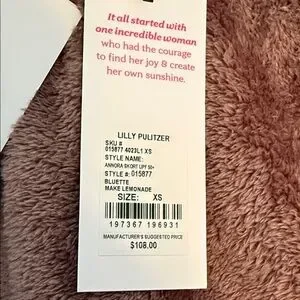 It all started with
one incredible woman
who had the courage
to find her joy & create
her own sunshine.
LILLY PULITZER
SKU #
015877 4023L1 XS
STYLE NAME:
ANNORA SKORT UPF 50+
STYLE #: 015877
BLUETTE
MAKE LEMONADE
SIZE: XS
197367 196931
MANUFACTURER'S SUGGESTED PRICE
$108.00